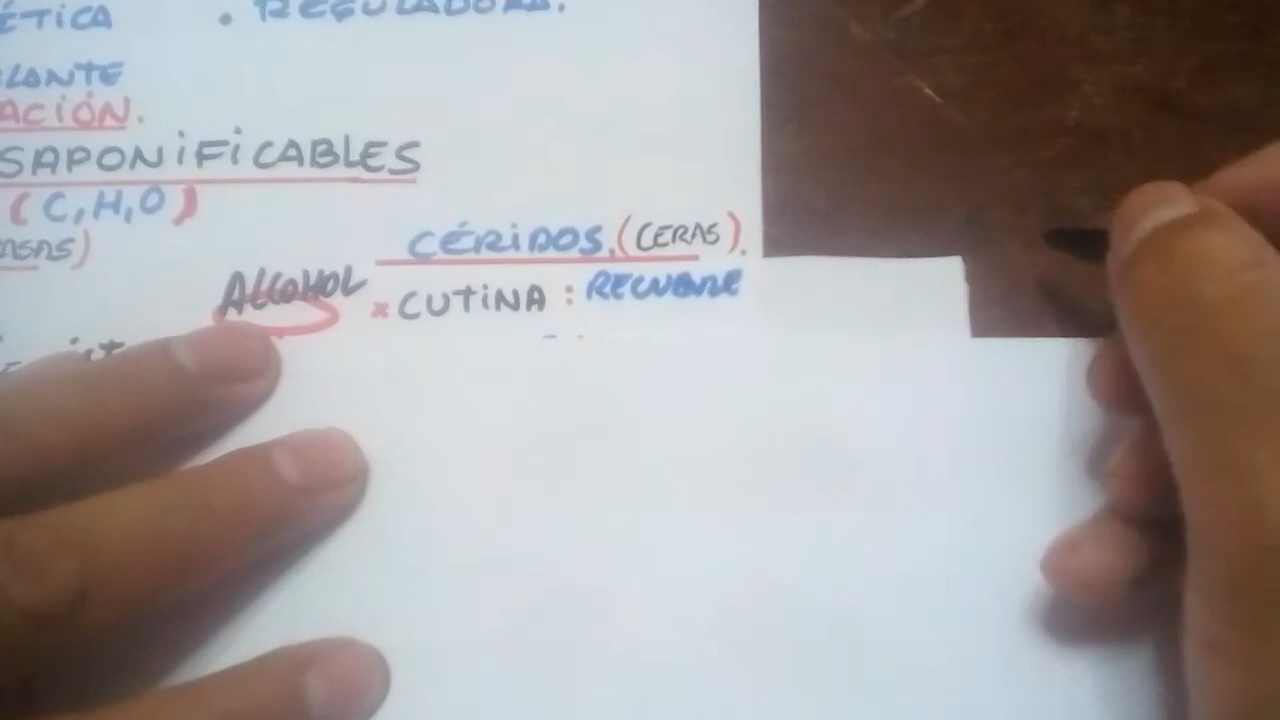 ÉTICA • REGULADORA.
LANTE
ACIÓN.
SAPONIFICABLES
(C,H,O)
CÉRIDOS.(CERAS).
ALCOHOL × CUTINA : RECUBRE